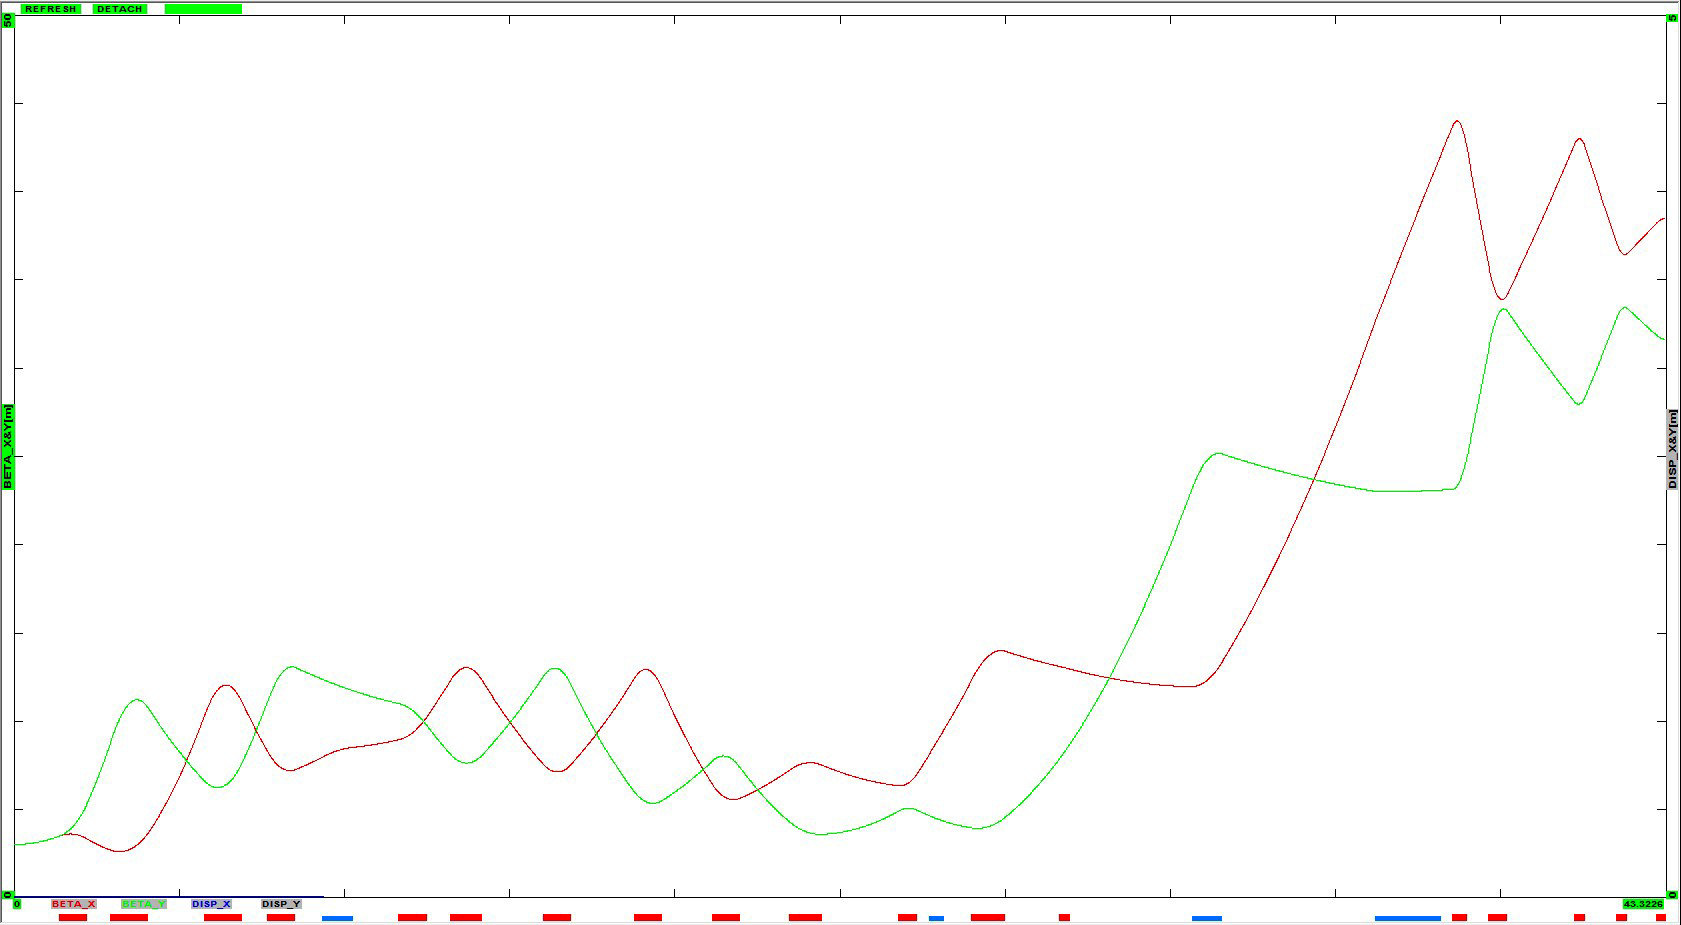 REFRESH DETACH
50
5
BETA_X&Y[m]
DISP_X&Y[m]
0
0
0 BETA_X BETA_Y DISP_X DISP_Y 43.3226